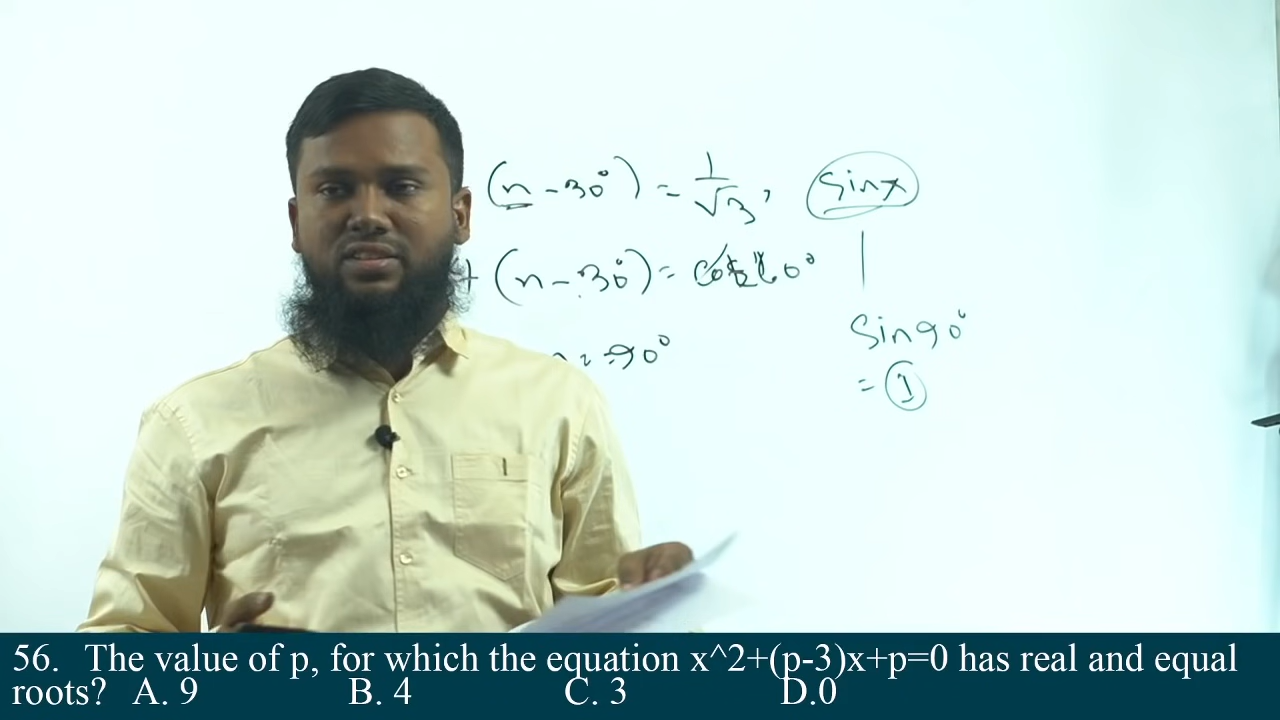 (n-30°) = 1/√3, sinx
+ (n-30°) = 60°
= 90°
Sin90°
= 1
56. The value of p, for which the equation x^2+(p-3)x+p=0 has real and equal
roots? A. 9 B. 4 C. 3 D.0